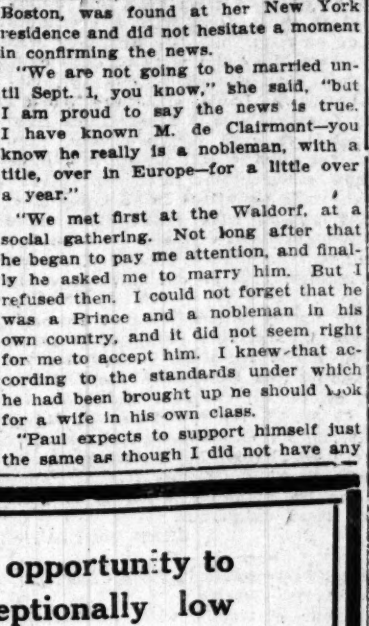 Boston, was found at her New York
residence and did not hesitate a moment
in confirming the news.
"We are not going to be married un-
til Sept. 1, you know," she said, "but
I am proud to say the news is true.
I have known M. de Clairmont—you
know he really is a nobleman, with a
title, over in Europe—for a little over
a year."
"We met first at the Waldorf, at a
social gathering. Not long after that
he began to pay me attention, and final-
ly he asked me to marry him. But I
refused then. I could not forget that he
was a Prince and a nobleman in his
own country, and it did not seem right
for me to accept him. I knew that ac-
cording to the standards under which
he had been brought up he should look
for a wife in his own class.
"Paul expects to support himself just
the same as though I did not have any
opportunity to
eptionally low